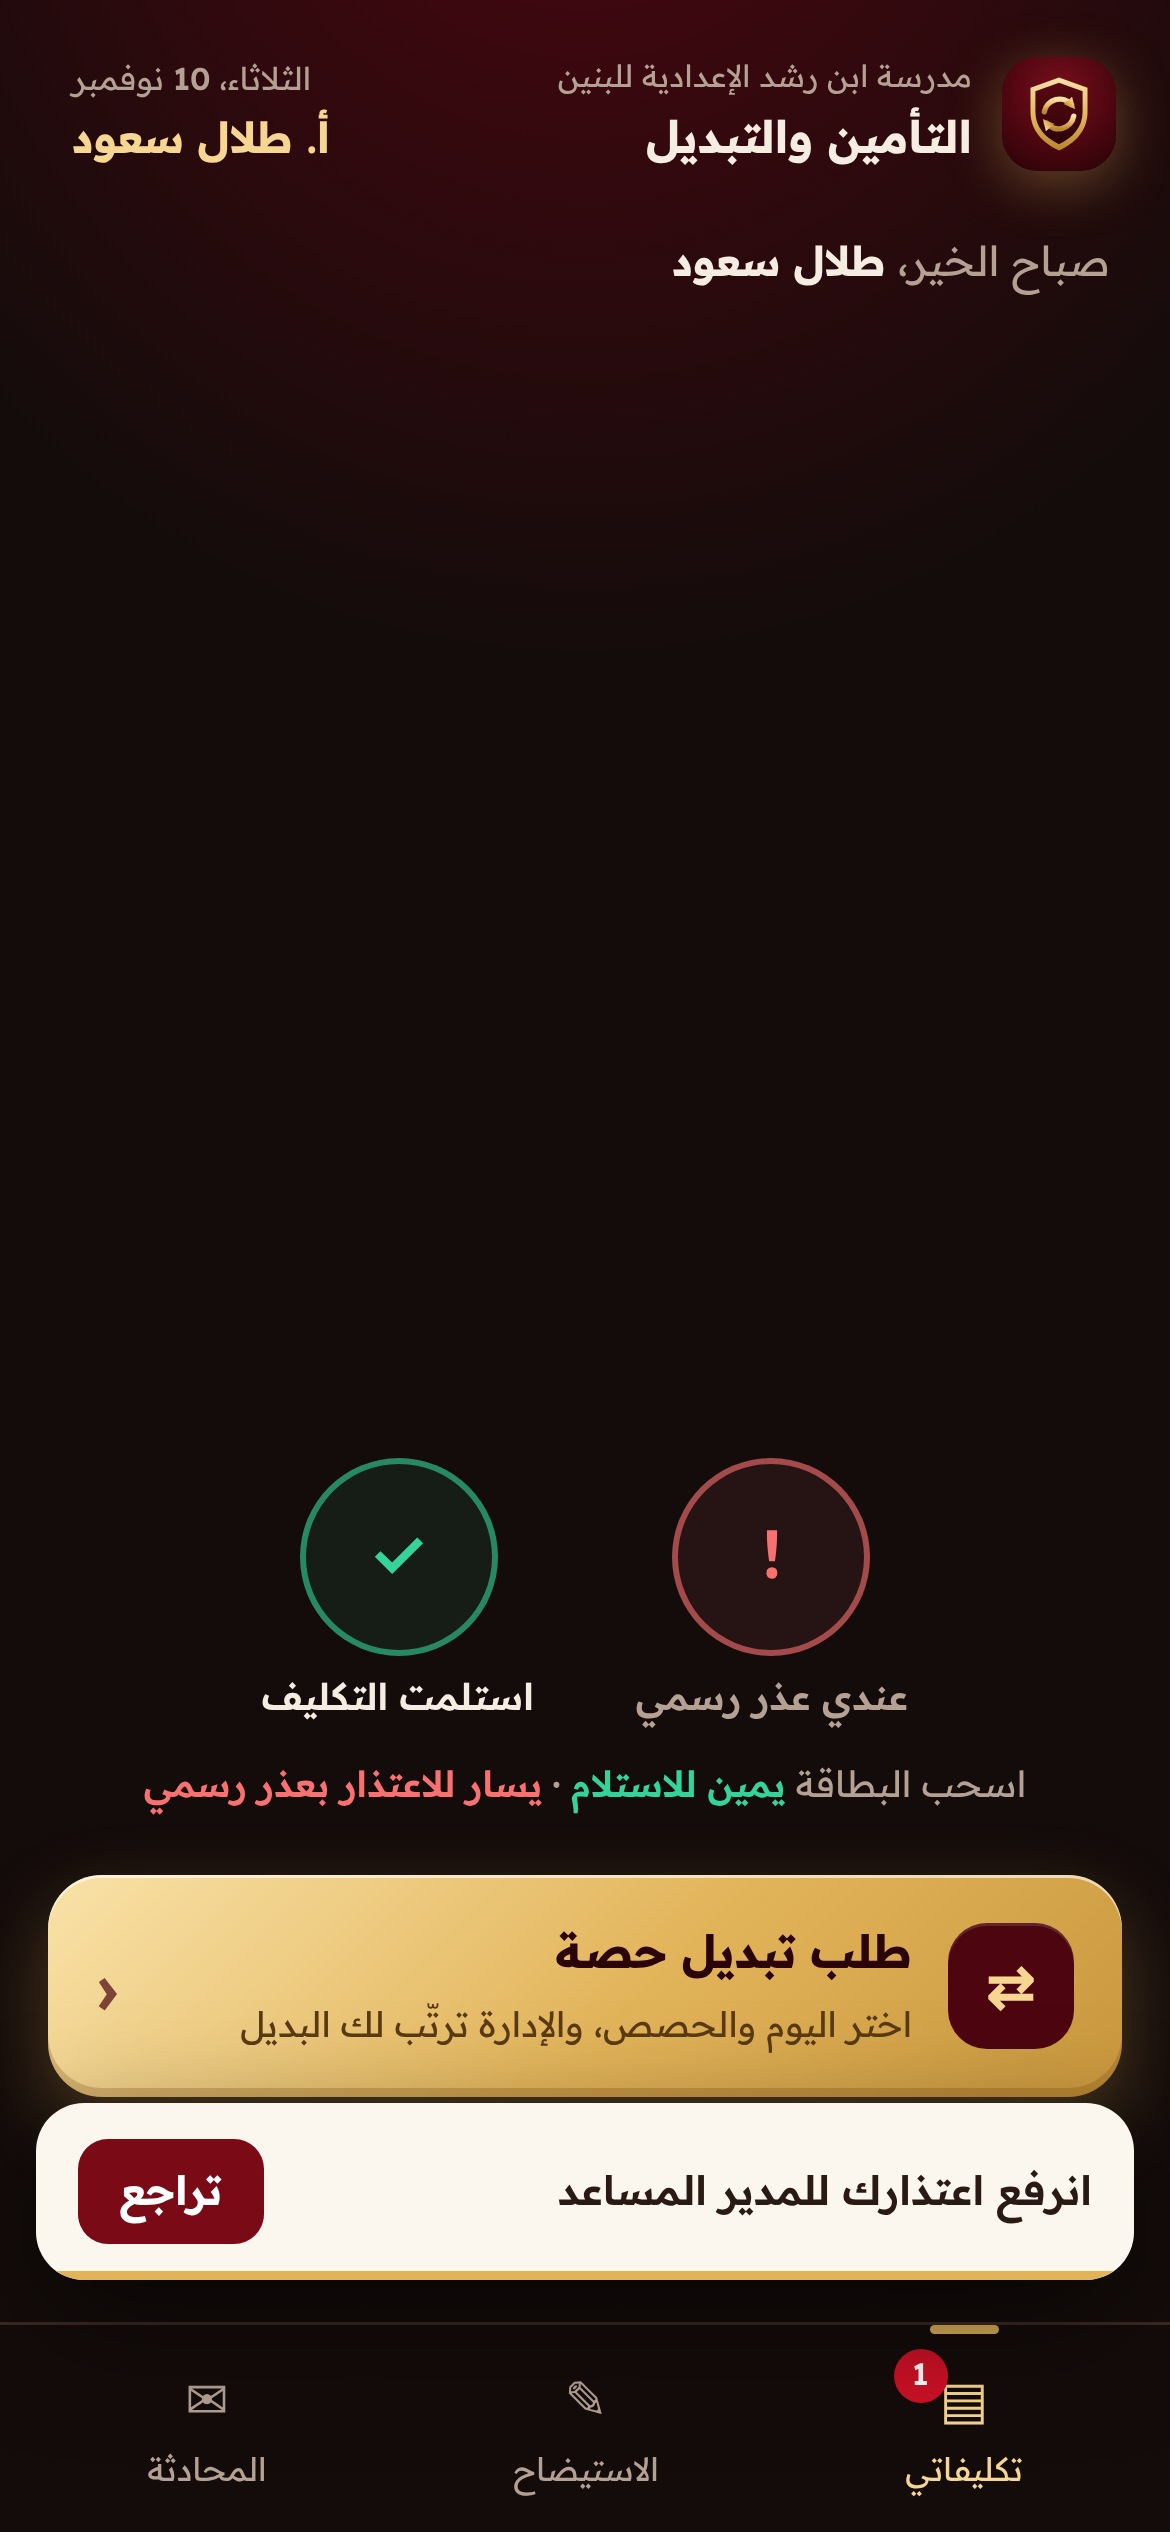 مدرسة ابن رشد الإعدادية للبنين
التأمين والتبديل
الثلاثاء، 10 نوفمبر
أ. طلال سعود
صباح الخير، طلال سعود
!
✓
عندي عذر رسمي
استلمت التكليف
اسحب البطاقة يمين للاستلام · يسار للاعتذار بعذر رسمي
طلب تبديل حصة
اختر اليوم والحصص، والإدارة ترتّب لك البديل
انرفع اعتذارك للمدير المساعد
تراجع
1
تكليفاتي
الاستيضاح
المحادثة